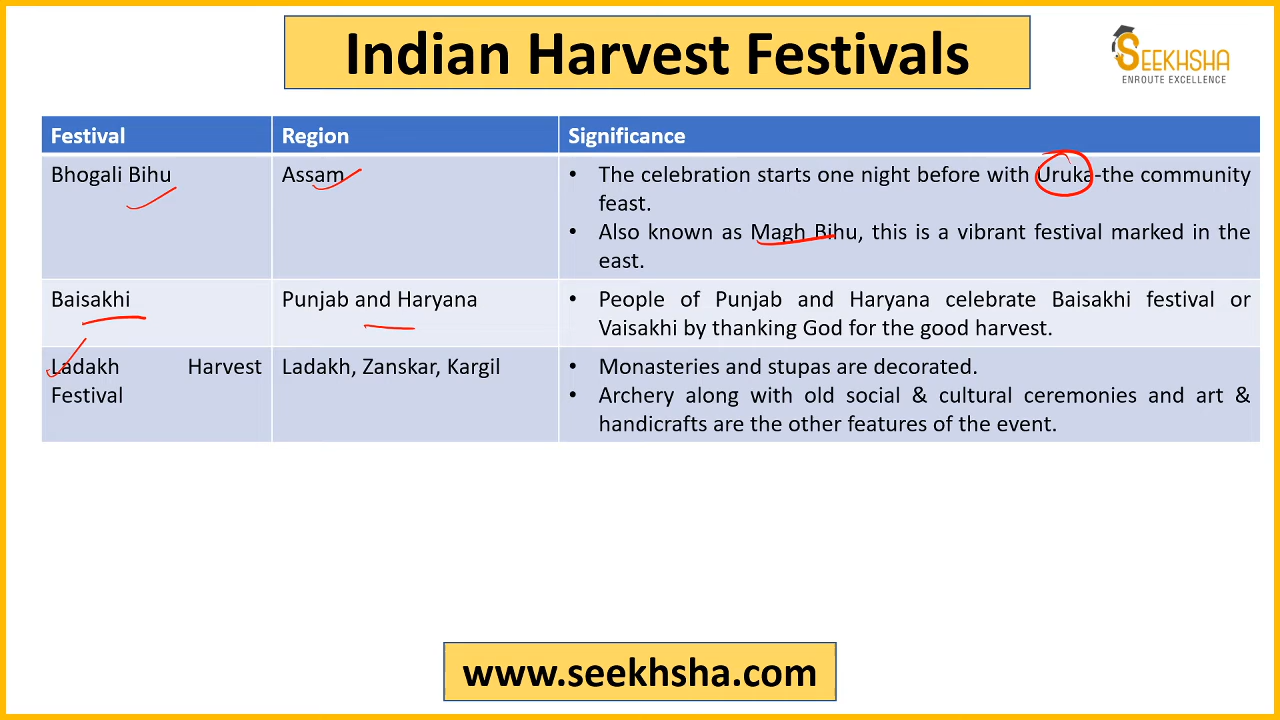 Indian Harvest Festivals
SEEKHSHA
ENROUTE EXCELLENCE
Festival Region Significance
Bhogali Bihu Assam • The celebration starts one night before with Uruka-the community
feast.
• Also known as Magh Bihu, this is a vibrant festival marked in the
east.
Baisakhi Punjab and Haryana • People of Punjab and Haryana celebrate Baisakhi festival or
Vaisakhi by thanking God for the good harvest.
Ladakh Harvest Ladakh, Zanskar, Kargil • Monasteries and stupas are decorated.
Festival • Archery along with old social & cultural ceremonies and art &
handicrafts are the other features of the event.
www.seekhsha.com